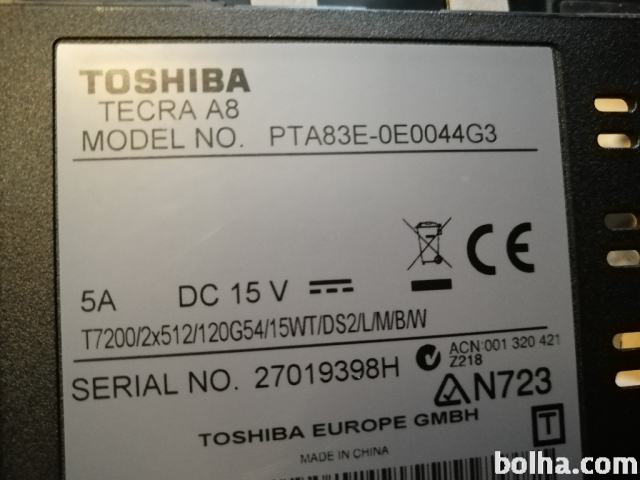 TOSHIBA
TECRA A8
MODEL NO. PTA83E-0E0044G3
CE
5A DC 15 V
T7200/2x512/120G54/15WT/DS2/L/M/B/W
ACN:001 320 421
Z218
SERIAL NO. 27019398H
N723
TOSHIBA EUROPE GMBH
T
MADE IN CHINA
bolha.com